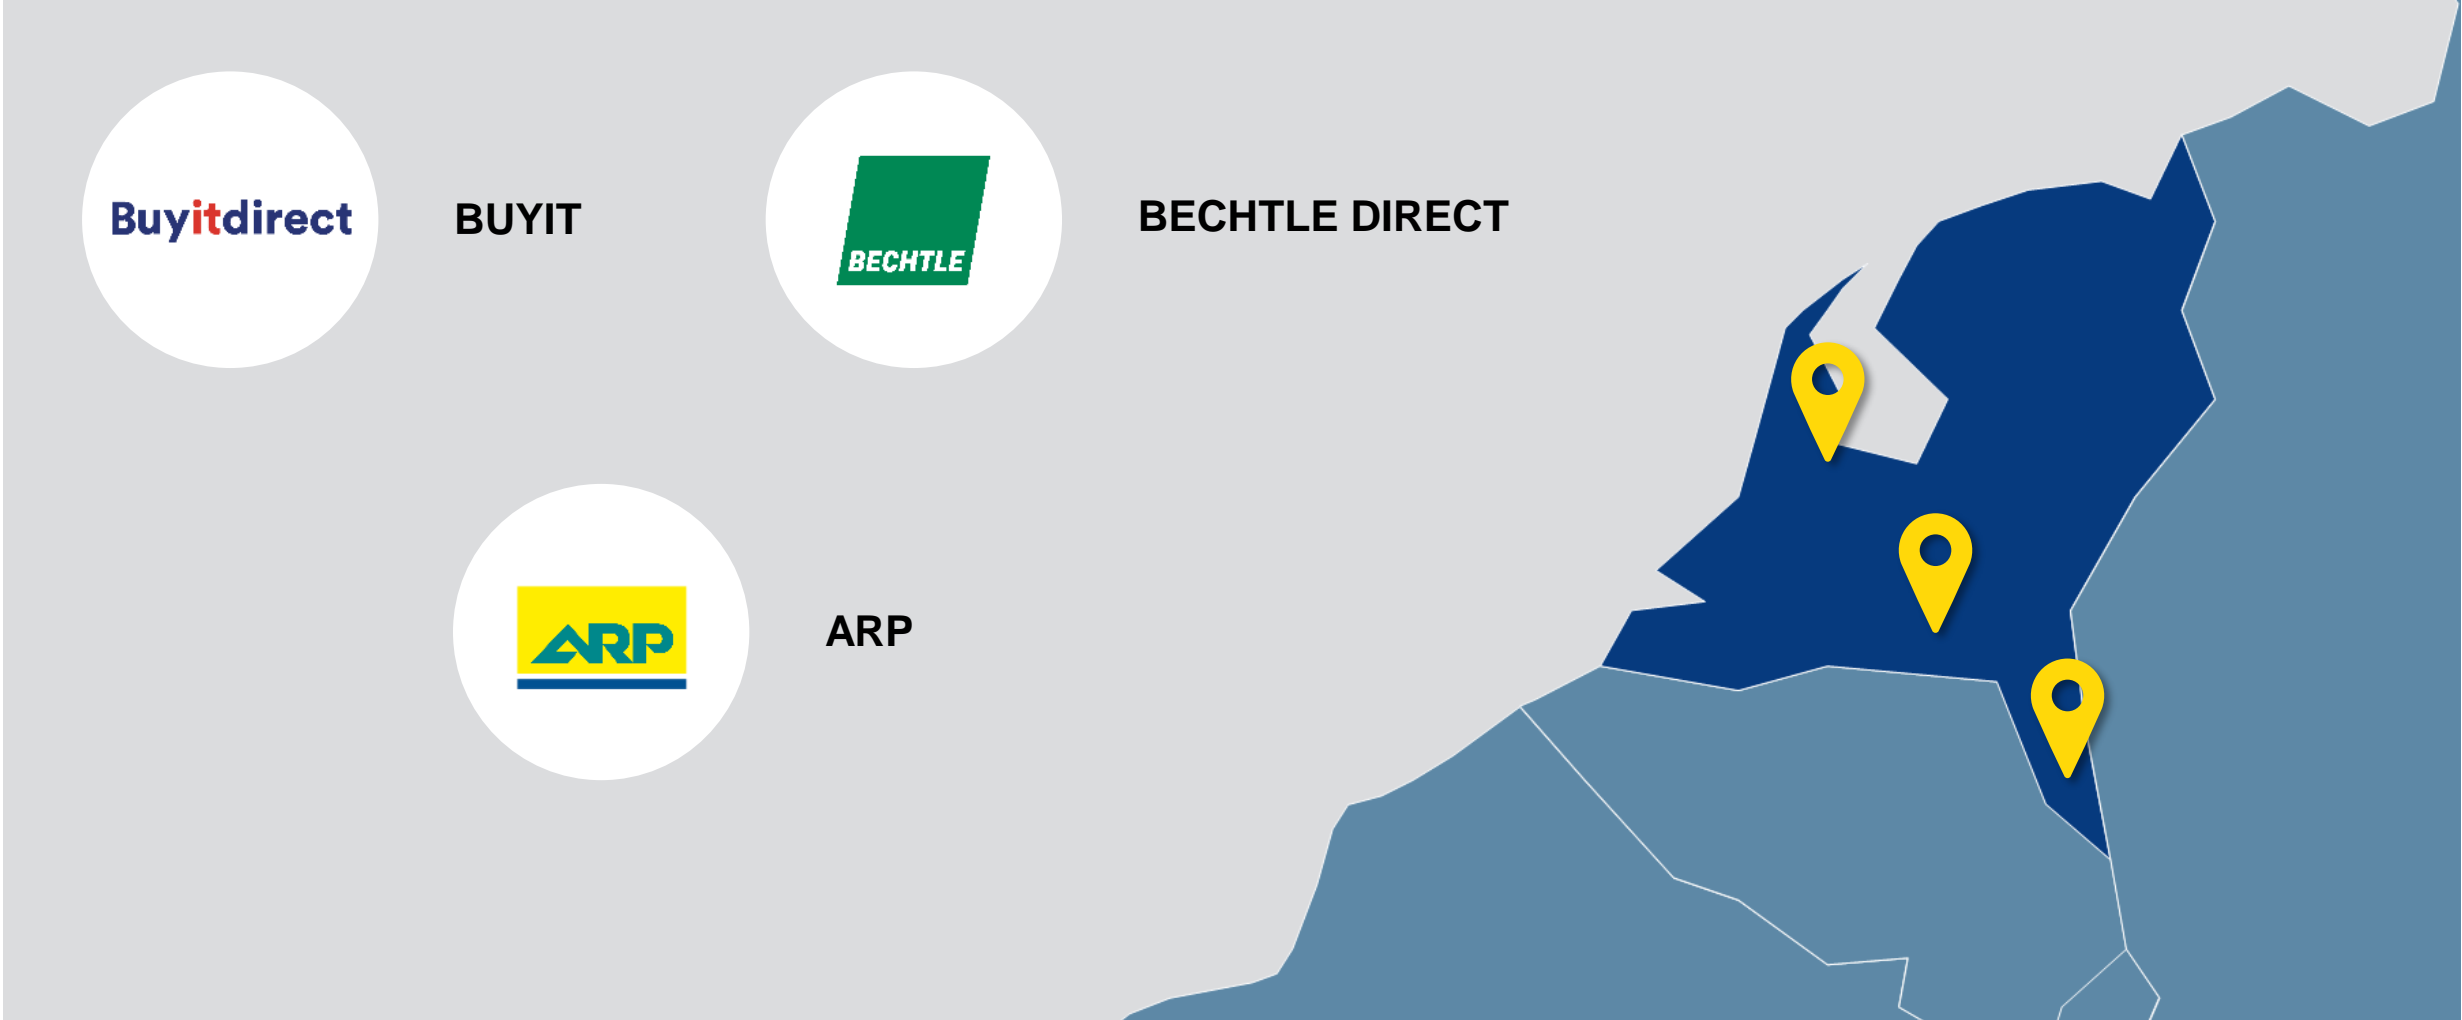 Buyitdirect
BUYIT
BECHTLE
BECHTLE DIRECT
ARP
ARP